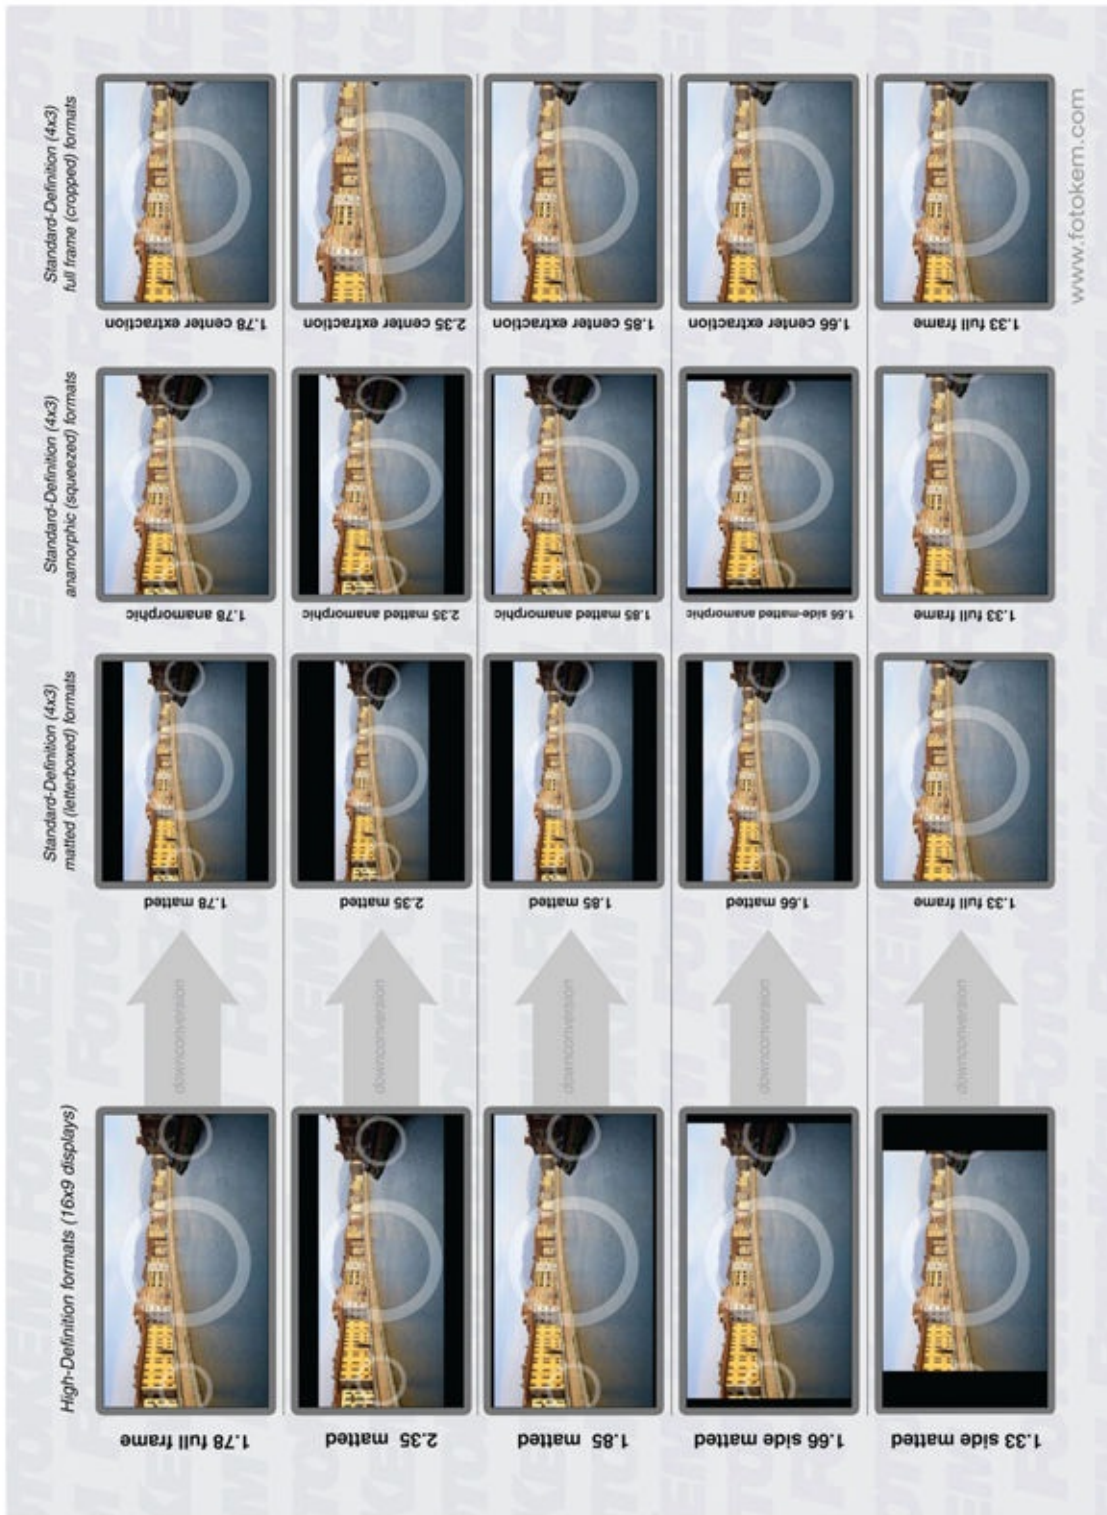 High-Definition formats (16x9 displays)
Standard-Definition (4x3)
matted (letterboxed) formats
Standard-Definition (4x3)
anamorphic (squeezed) formats
Standard-Definition (4x3)
full frame (cropped) formats
1.78 full frame
downconversion
1.78 matted
1.78 anamorphic
1.78 center extraction
2.35 matted
downconversion
2.35 matted
2.35 matted anamorphic
2.35 center extraction
1.85 matted
downconversion
1.85 matted
1.85 matted anamorphic
1.85 center extraction
1.66 side matted
downconversion
1.66 matted
1.66 side-matted anamorphic
1.66 center extraction
1.33 side matted
downconversion
1.33 full frame
1.33 full frame
1.33 full frame
www.fotokem.com